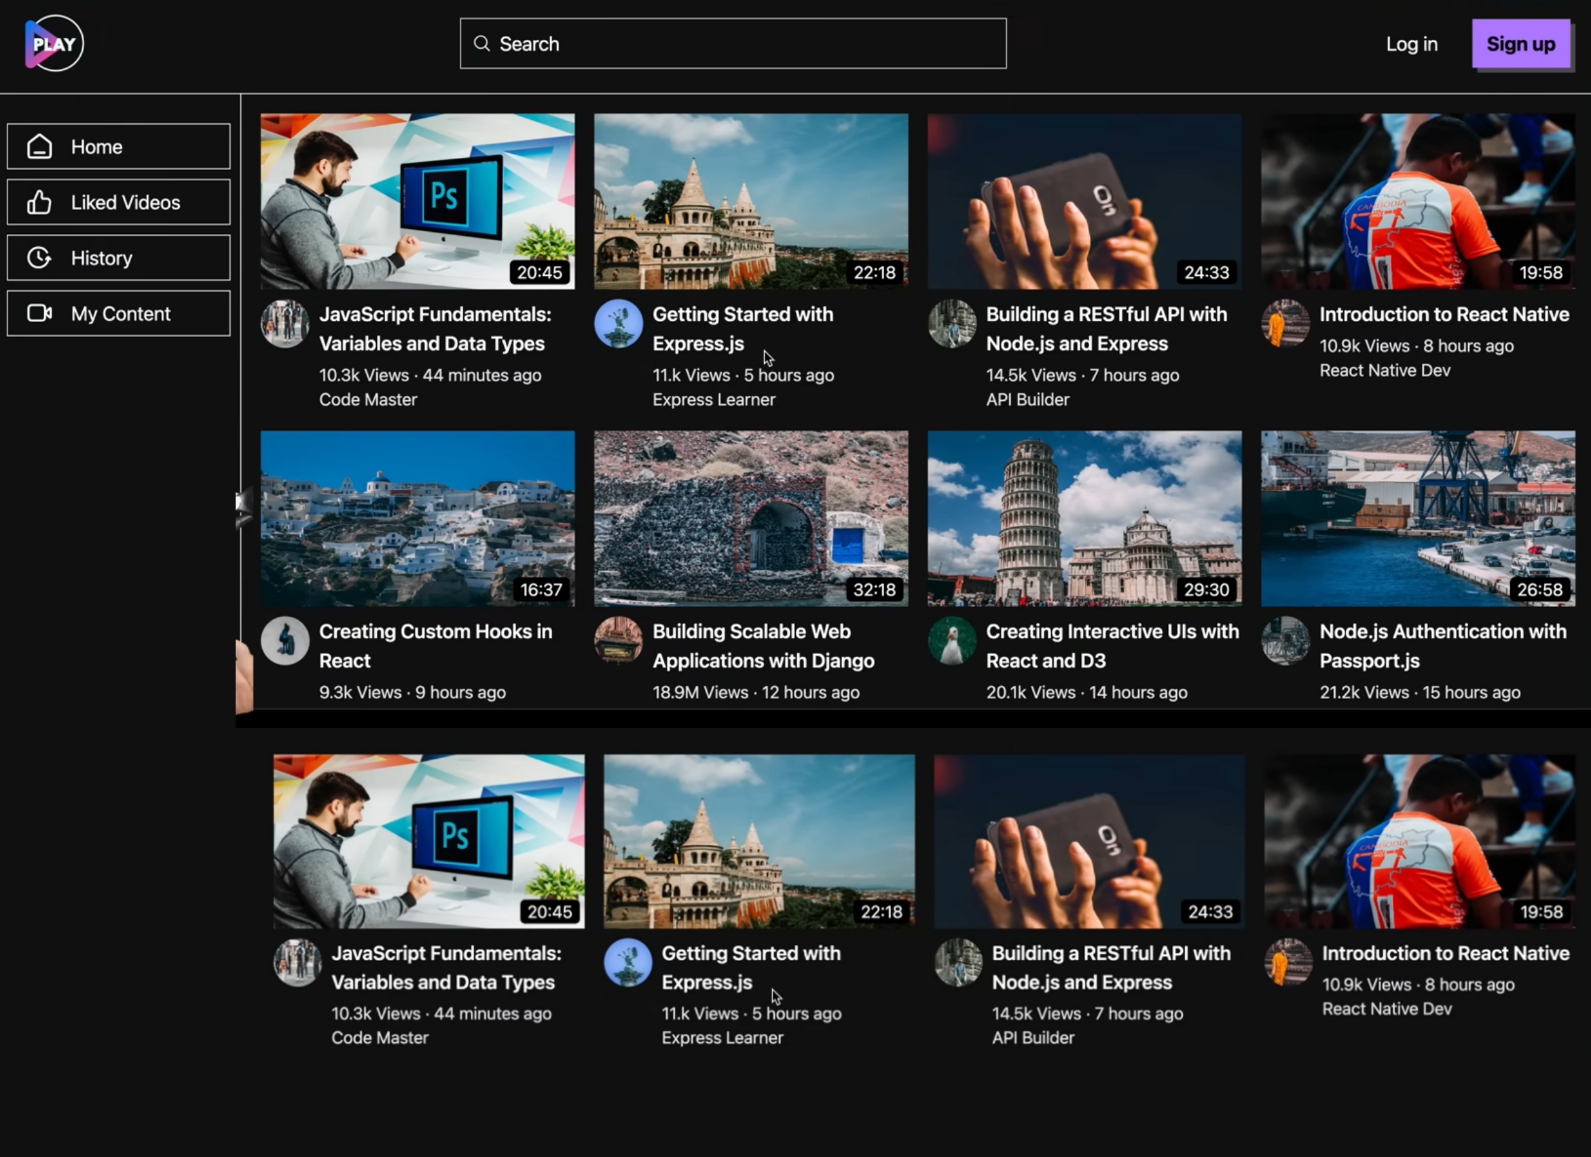 PLAY
Search
Log in
Sign up
Home
Liked Videos
History
My Content
Ps
20:45
JavaScript Fundamentals:
Variables and Data Types
10.3k Views · 44 minutes ago
Code Master
22:18
Getting Started with
Express.js
11.k Views · 5 hours ago
Express Learner
24:33
Building a RESTful API with
Node.js and Express
14.5k Views · 7 hours ago
API Builder
CAMBODIA
19:58
Introduction to React Native
10.9k Views · 8 hours ago
React Native Dev
16:37
Creating Custom Hooks in
React
9.3k Views · 9 hours ago
32:18
Building Scalable Web
Applications with Django
18.9M Views · 12 hours ago
29:30
Creating Interactive UIs with
React and D3
20.1k Views · 14 hours ago
26:58
Node.js Authentication with
Passport.js
21.2k Views · 15 hours ago
Ps
20:45
JavaScript Fundamentals:
Variables and Data Types
10.3k Views · 44 minutes ago
Code Master
22:18
Getting Started with
Express.js
11.k Views · 5 hours ago
Express Learner
24:33
Building a RESTful API with
Node.js and Express
14.5k Views · 7 hours ago
API Builder
CAMBODIA
19:58
Introduction to React Native
10.9k Views · 8 hours ago
React Native Dev